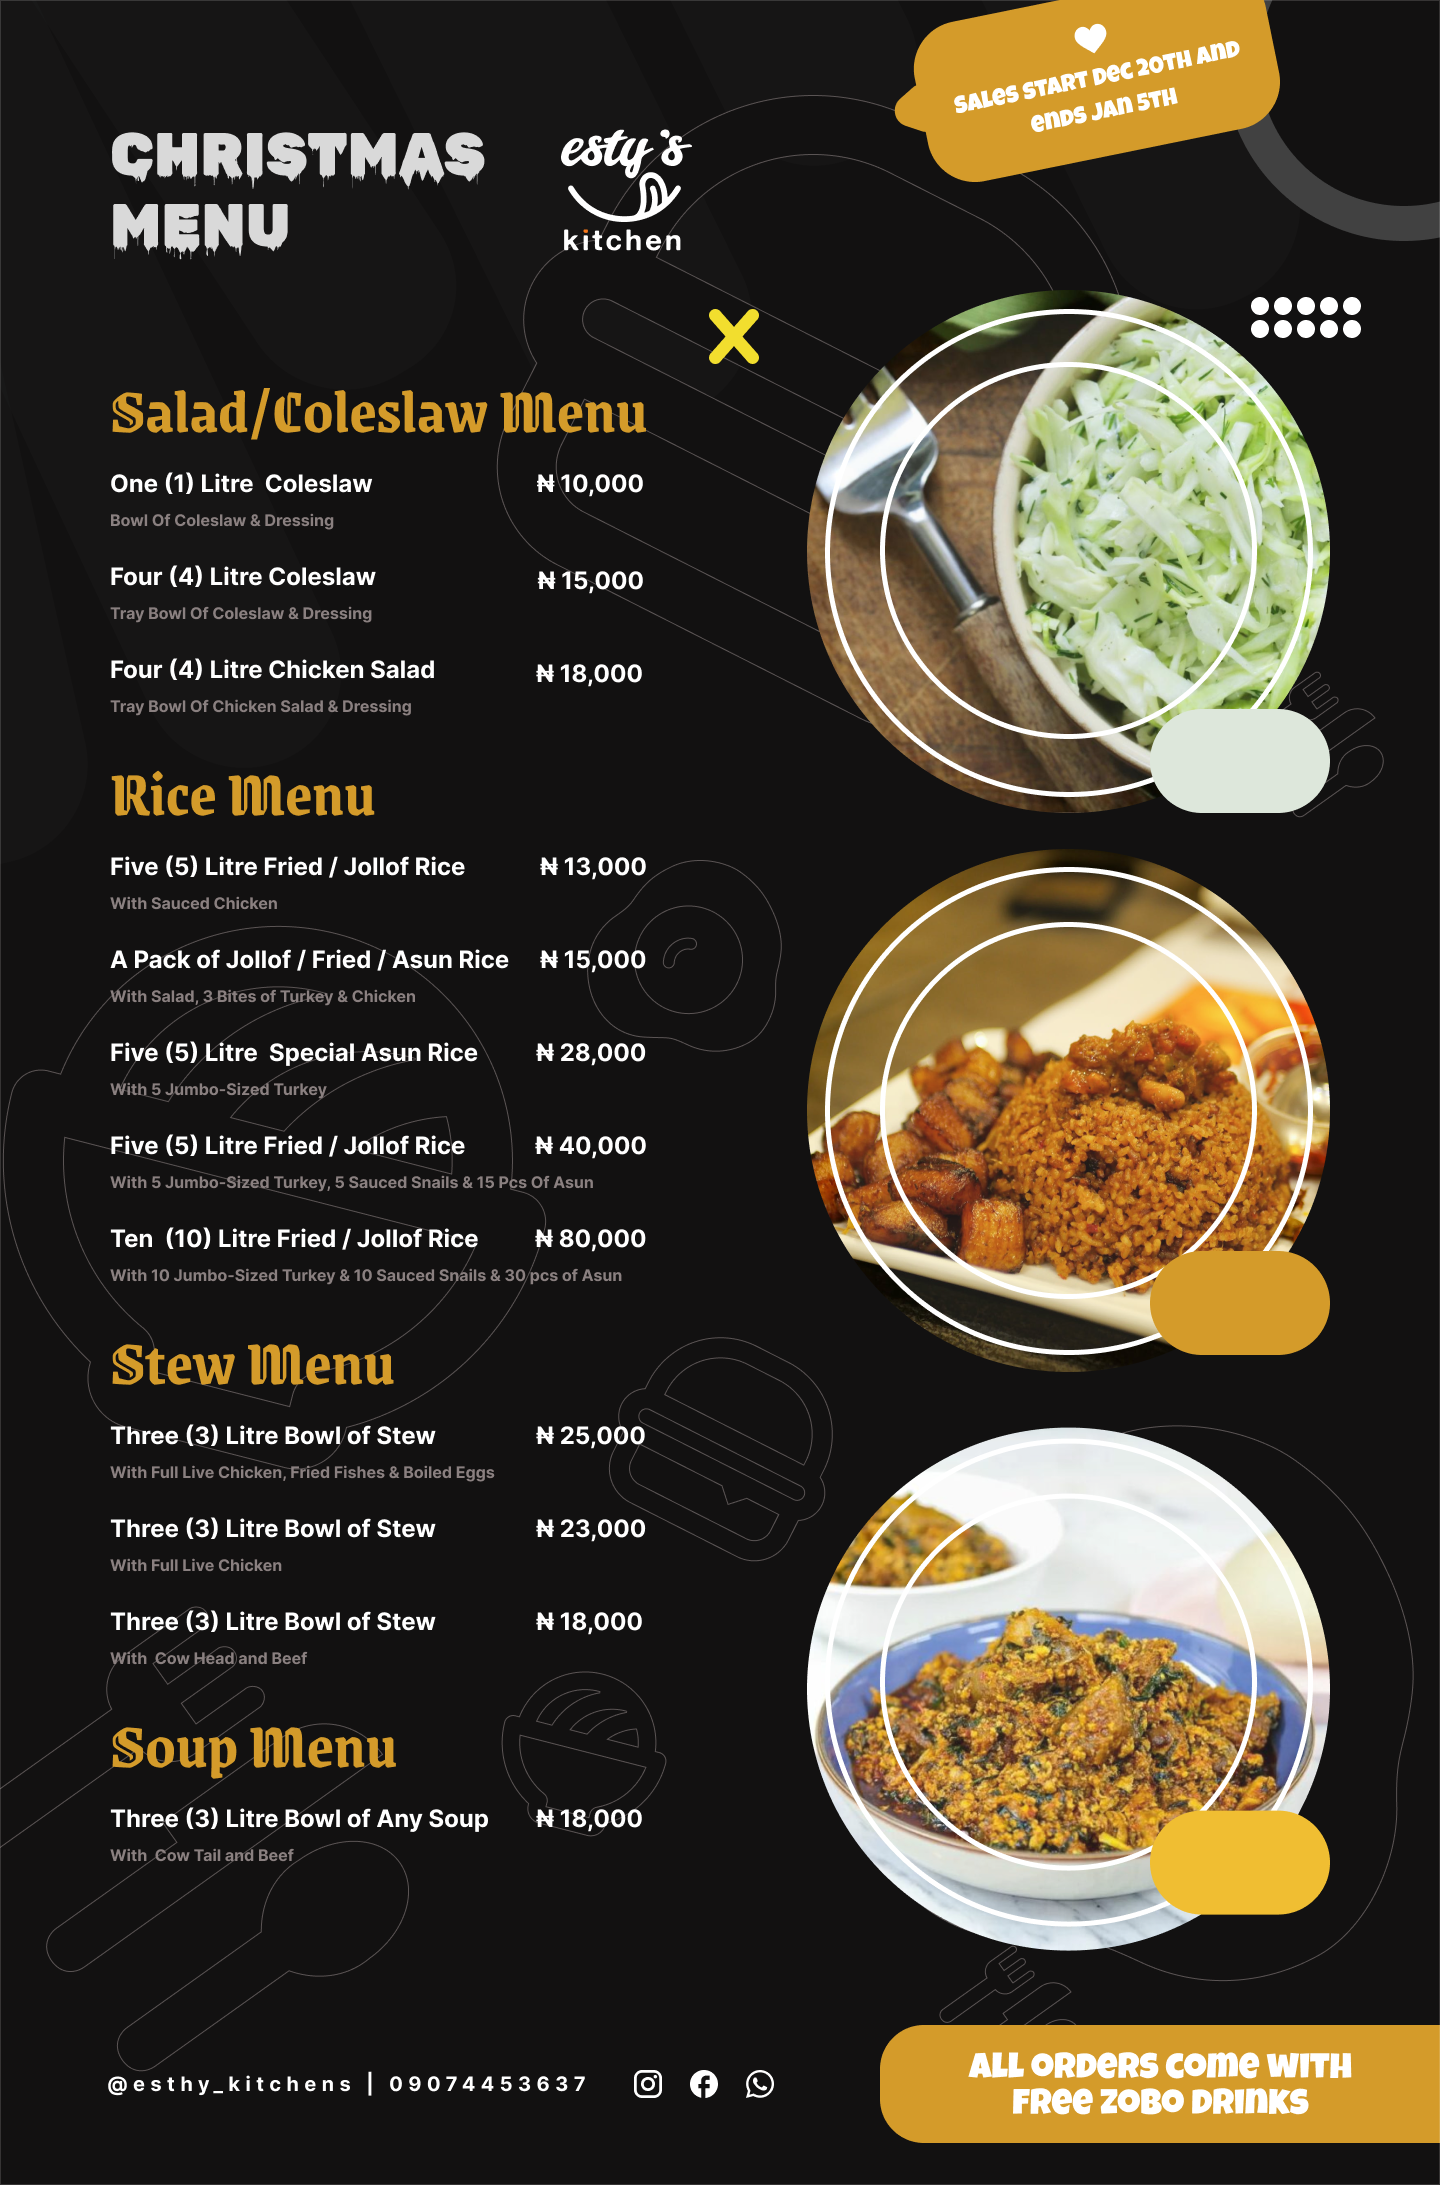 SALES START DEC 20TH AND
ENDS JAN 5TH
CHRISTMAS
MENU
esty's
kitchen
Salad/Coleslaw Menu
One (1) Litre  Coleslaw ₦ 10,000
Bowl Of Coleslaw & Dressing
Four (4) Litre Coleslaw ₦ 15,000
Tray Bowl Of Coleslaw & Dressing
Four (4) Litre Chicken Salad ₦ 18,000
Tray Bowl Of Chicken Salad & Dressing
Rice Menu
Five (5) Litre Fried / Jollof Rice ₦ 13,000
With Sauced Chicken
A Pack of Jollof / Fried / Asun Rice ₦ 15,000
With Salad, 3 Bites of Turkey & Chicken
Five (5) Litre  Special Asun Rice ₦ 28,000
With 5 Jumbo-Sized Turkey
Five (5) Litre Fried / Jollof Rice ₦ 40,000
With 5 Jumbo-Sized Turkey, 5 Sauced Snails & 15 Pcs Of Asun
Ten  (10) Litre Fried / Jollof Rice ₦ 80,000
With 10 Jumbo-Sized Turkey & 10 Sauced Snails & 30 pcs of Asun
Stew Menu
Three (3) Litre Bowl of Stew ₦ 25,000
With Full Live Chicken, Fried Fishes & Boiled Eggs
Three (3) Litre Bowl of Stew ₦ 23,000
With Full Live Chicken
Three (3) Litre Bowl of Stew ₦ 18,000
With  Cow Head and Beef
Soup Menu
Three (3) Litre Bowl of Any Soup ₦ 18,000
With  Cow Tail and Beef
@esthy_kitchens | 09074453637
ALL ORDERS COME WITH
FREE ZOBO DRINKS